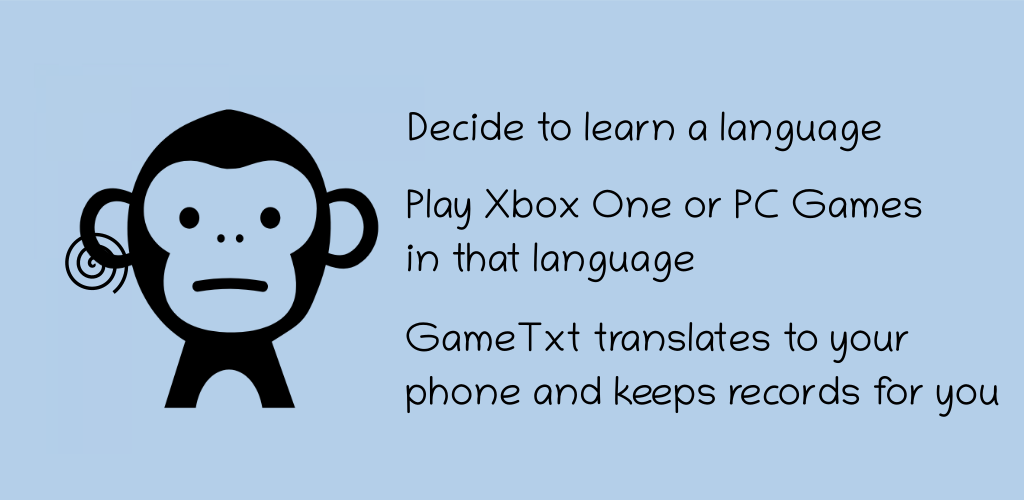 Decide to learn a language
Play Xbox One or PC Games
in that language
GameTxt translates to your
phone and keeps records for you